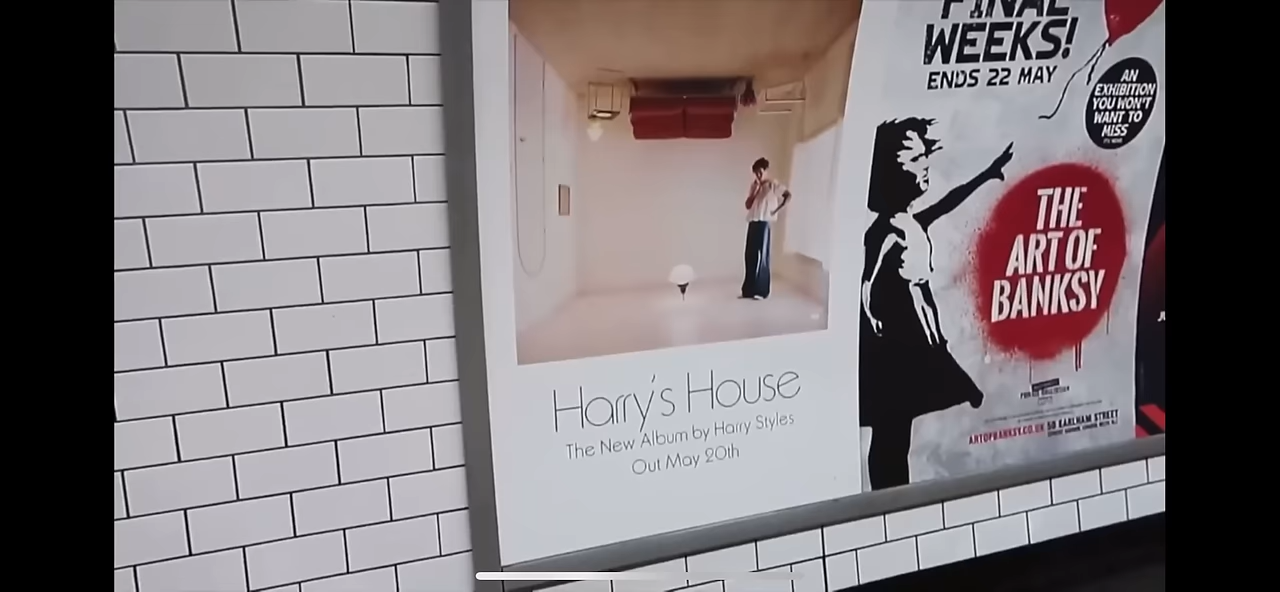 Harry's House
The New Album by Harry Styles
Out May 20th
FINAL
WEEKS!
ENDS 22 MAY
AN
EXHIBITION
YOU WON'T
WANT TO
MISS
THE
ART OF
BANKSY
ARTOFBANKSY.CO.UK 50 EARLHAM STREET